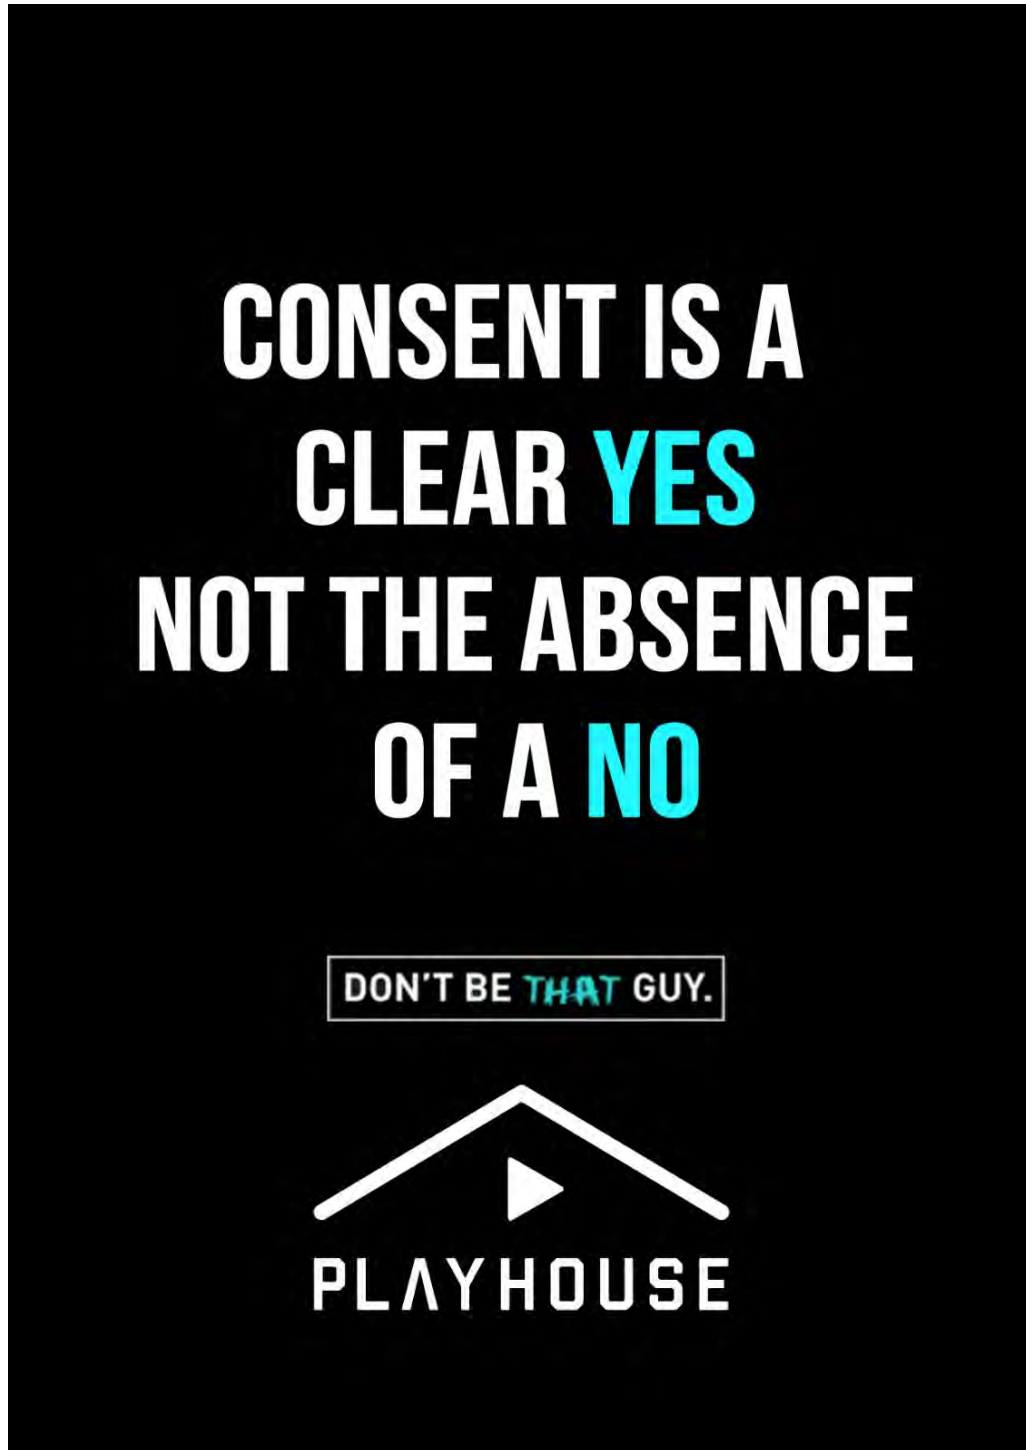 CONSENT IS A
CLEAR YES
NOT THE ABSENCE
OF A NO
DON'T BE THAT GUY.
PLAYHOUSE